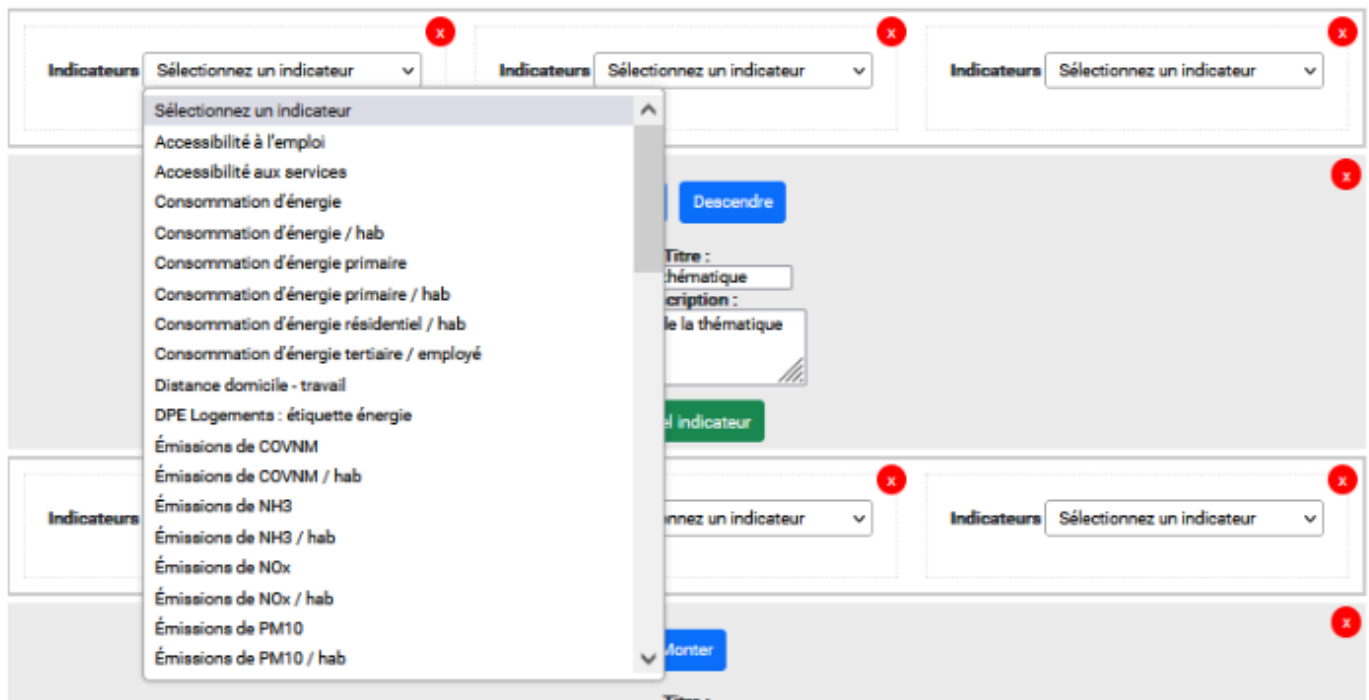 x
x
x
Indicateurs Sélectionnez un indicateur
Indicateurs Sélectionnez un indicateur
Indicateurs Sélectionnez un indicateur
Sélectionnez un indicateur
Accessibilité à l'emploi
Accessibilité aux services
Consommation d'énergie
Consommation d'énergie / hab
Consommation d'énergie primaire
Consommation d'énergie primaire / hab
Consommation d'énergie résidentiel / hab
Consommation d'énergie tertiaire / employé
Distance domicile - travail
DPE Logements : étiquette énergie
Émissions de COVNM
Émissions de COVNM / hab
Émissions de NH3
Émissions de NH3 / hab
Émissions de NOx
Émissions de NOx / hab
Émissions de PM10
Émissions de PM10 / hab
x
Descendre
Titre :
thématique
cription :
de la thématique
el indicateur
x
x
Indicateurs
nnez un indicateur
Indicateurs Sélectionnez un indicateur
x
Monter
Titre :